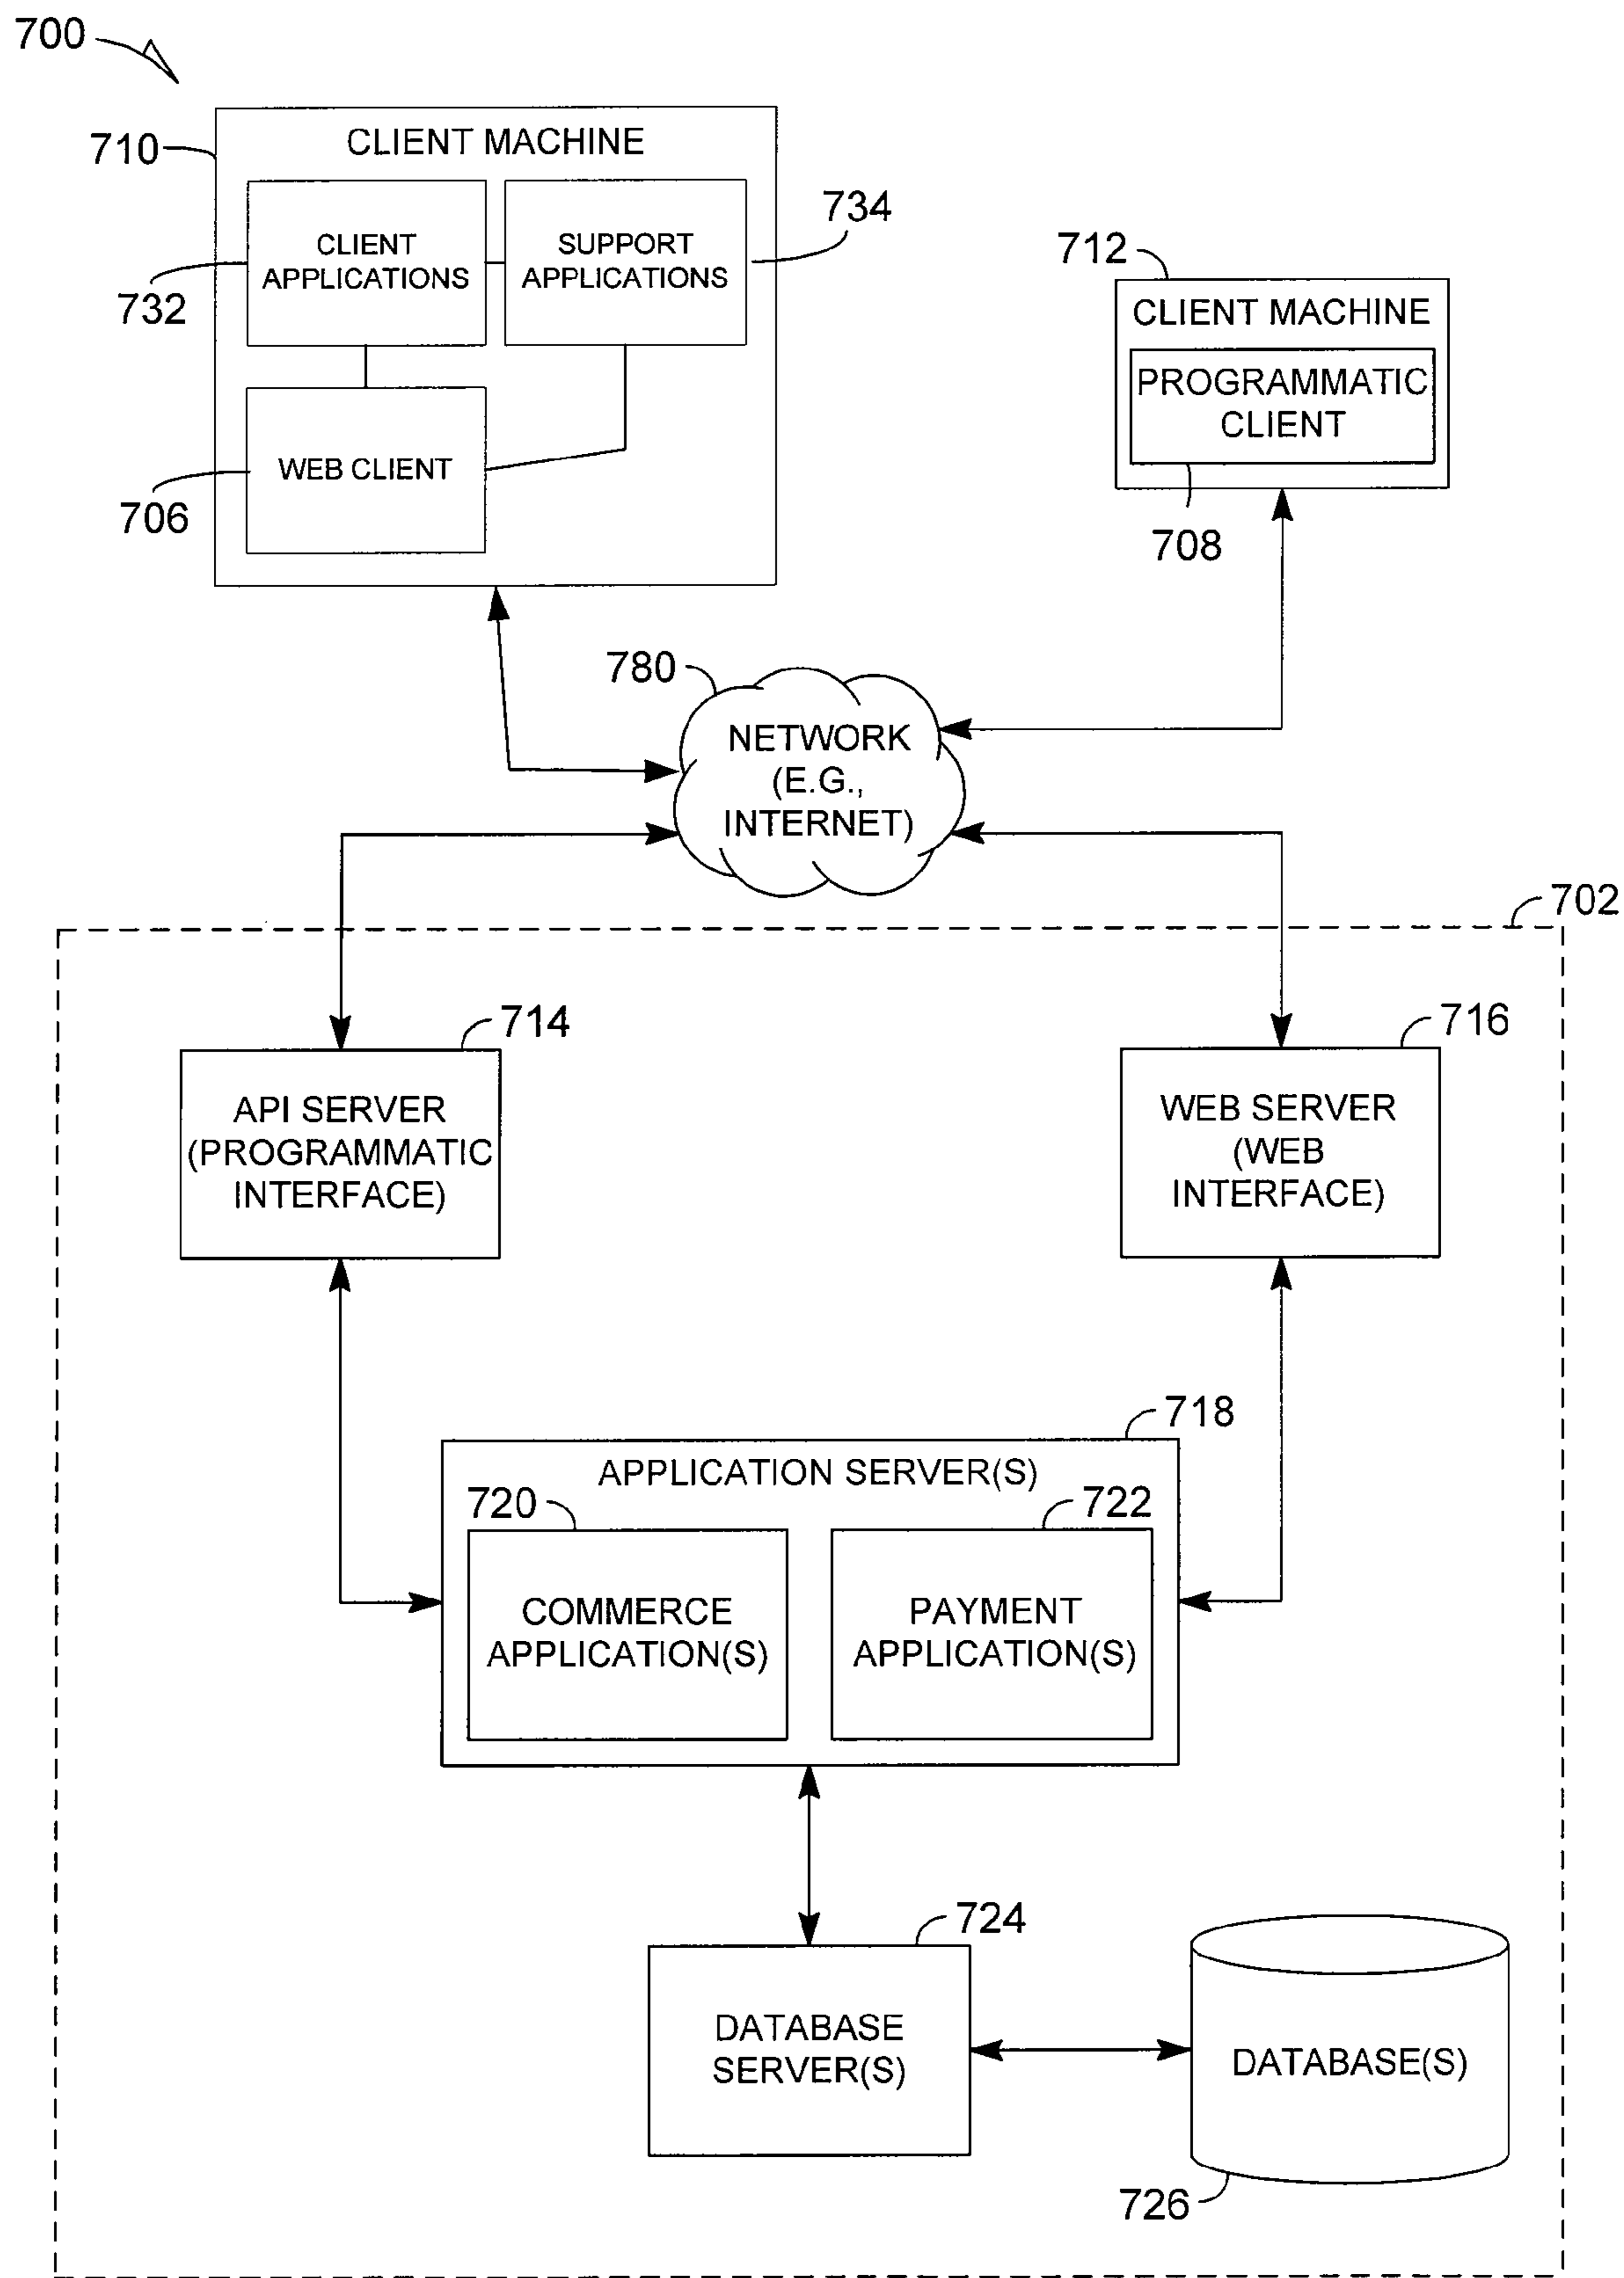 700
710
CLIENT MACHINE
CLIENT
APPLICATIONS
SUPPORT
APPLICATIONS
734
732
WEB CLIENT
706
712
CLIENT MACHINE
PROGRAMMATIC
CLIENT
708
780
NETWORK
(E.G.,
INTERNET)
702
714
API SERVER
(PROGRAMMATIC
INTERFACE)
716
WEB SERVER
(WEB
INTERFACE)
718
APPLICATION SERVER(S)
720
COMMERCE
APPLICATION(S)
722
PAYMENT
APPLICATION(S)
724
DATABASE
SERVER(S)
DATABASE(S)
726